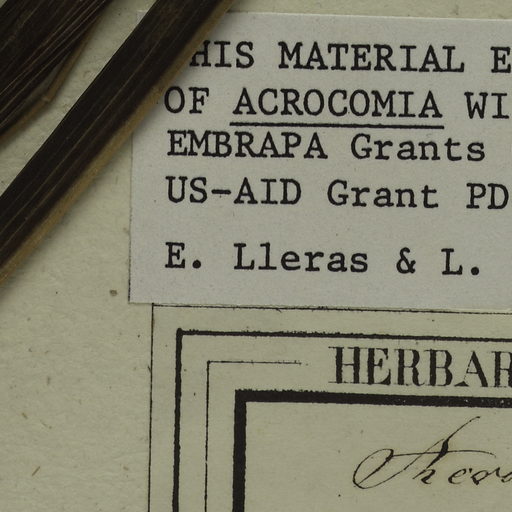 HIS MATERIAL E
OF ACROCOMIA WI
EMBRAPA Grants
US-AID Grant PD
E. Lleras & L.
HERBAR